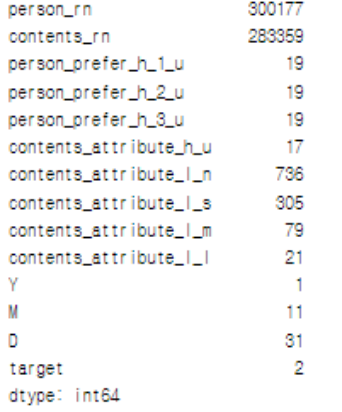 person_rn 300177
contents_rn 283359
person_prefer_h_1_u 19
person_prefer_h_2_u 19
person_prefer_h_3_u 19
contents_attribute_h_u 17
contents_attribute_l_n 736
contents_attribute_l_s 305
contents_attribute_l_m 79
contents_attribute_l_l 21
Y 1
M 11
D 31
target 2
dtype: int64